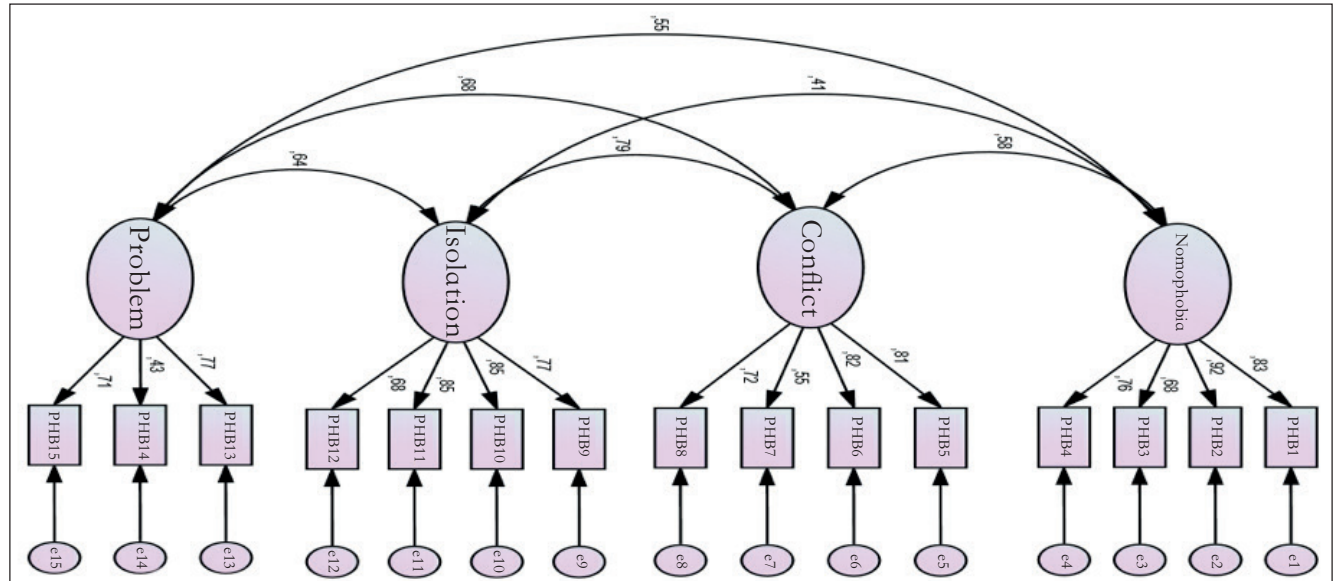 ,55
,68
,41
,64
,79
,58
Problem
Isolation
Conflict
Nomophobia
,71
,43
,77
,68
,85
,85
,77
,72
,55
,82
,81
,76
,68
,92
,83
PHB15
PHB14
PHB13
PHB12
PHB11
PHB10
PHB9
PHB8
PHB7
PHB6
PHB5
PHB4
PHB3
PHB2
PHB1
e15
e14
e13
e12
e11
e10
e9
e8
e7
e6
e5
e4
e3
e2
e1